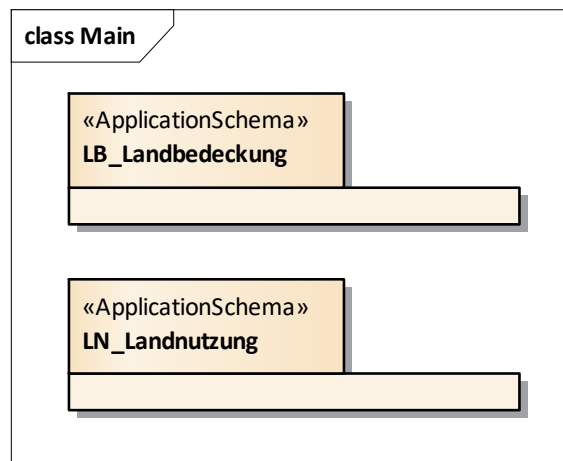 class Main
«ApplicationSchema»
LB_Landbedeckung
«ApplicationSchema»
LN_Landnutzung